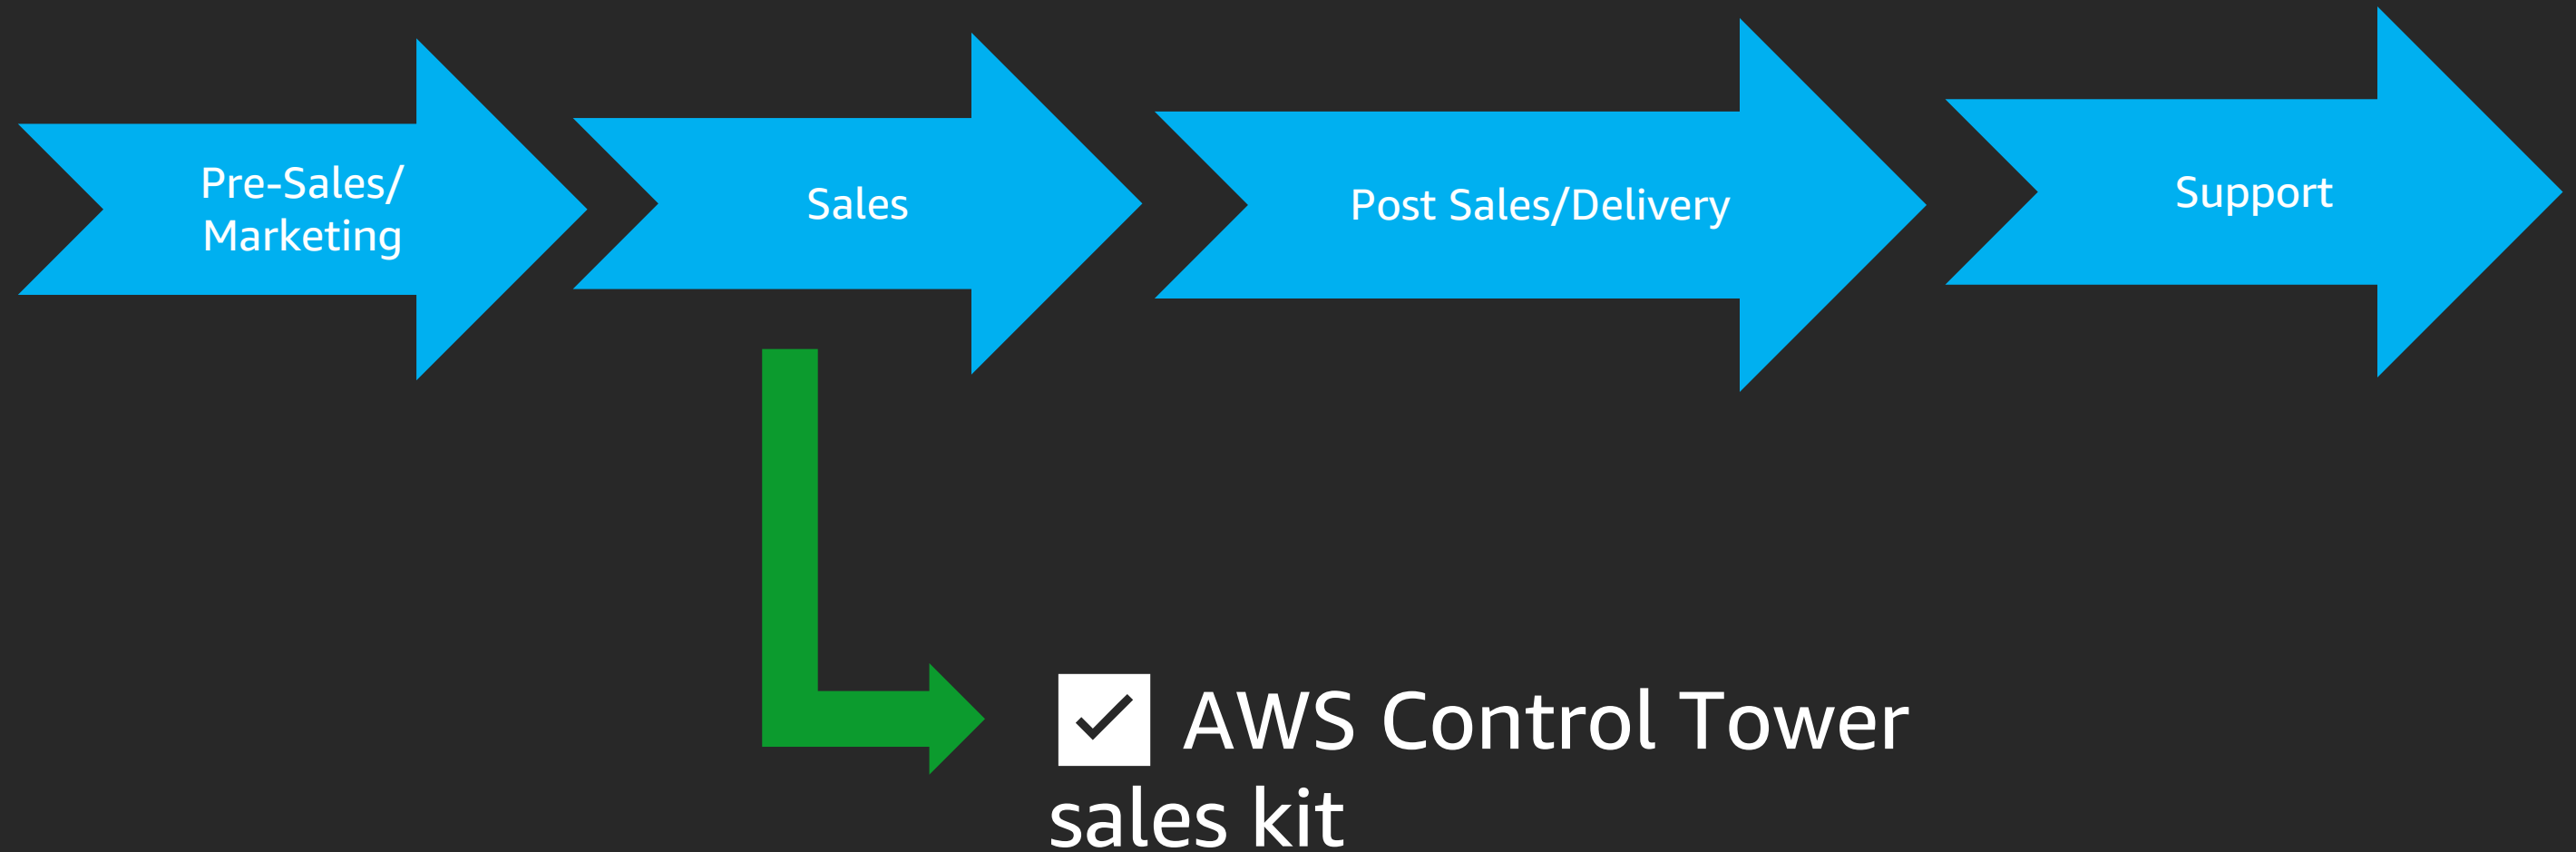 Pre-Sales/
Marketing
Sales
Post Sales/Delivery
Support
AWS Control Tower
sales kit